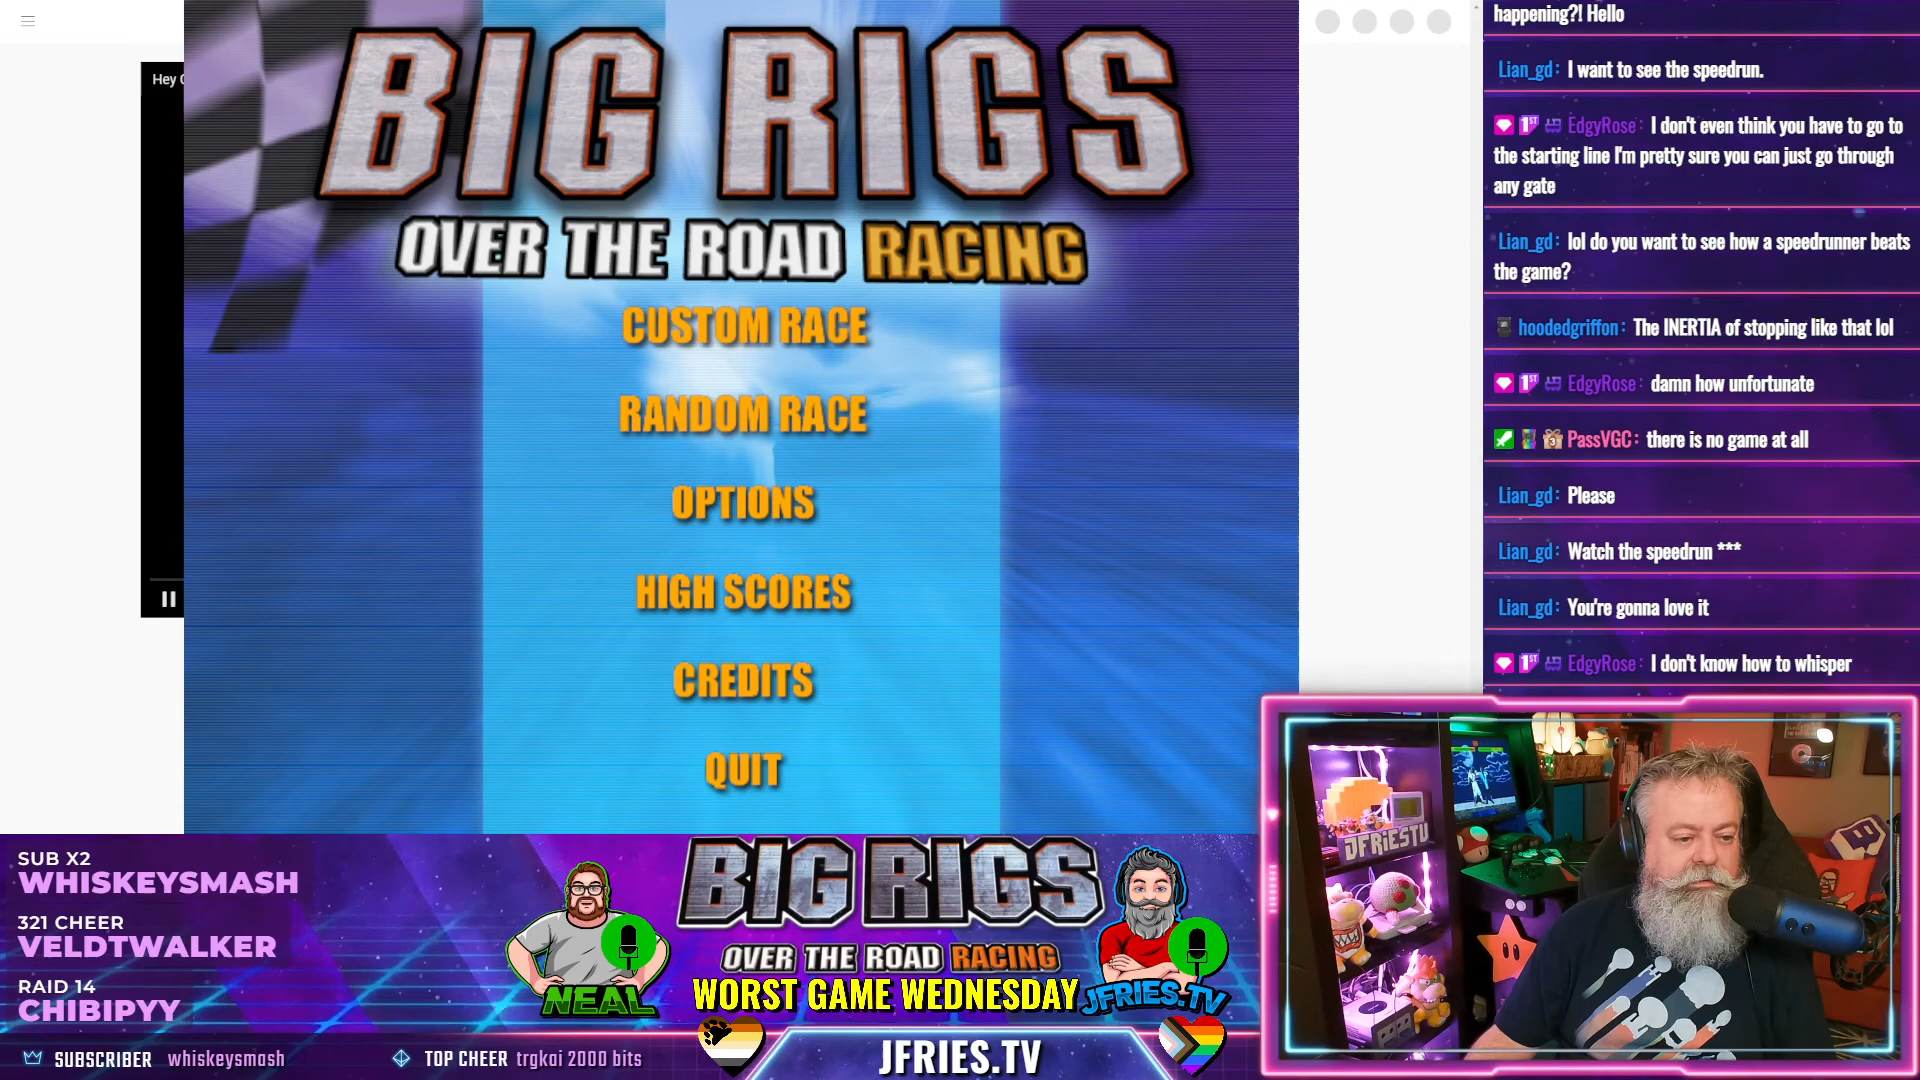 Hey
BIG RIGS
OVER THE ROAD RACING
CUSTOM RACE
RANDOM RACE
OPTIONS
HIGH SCORES
CREDITS
QUIT
happening?! Hello
Lian_gd: I want to see the speedrun.
1ST EdgyRose: I don't even think you have to go to
the starting line I'm pretty sure you can just go through
any gate
Lian_gd: lol do you want to see how a speedrunner beats
the game?
hoodedgriffon: The INERTIA of stopping like that lol
1ST EdgyRose: damn how unfortunate
3 PassVGC: there is no game at all
Lian_gd: Please
Lian_gd: Watch the speedrun ***
Lian_gd: You're gonna love it
1ST EdgyRose: I don't know how to whisper
JFRIESTV
SUB X2
WHISKEYSMASH
321 CHEER
VELDTWALKER
RAID 14
CHIBIPYY
NEAL
BIG RIGS
OVER THE ROAD RACING
WORST GAME WEDNESDAY
JFRIES.TV
SUBSCRIBER whiskeysmash
TOP CHEER trgkai 2000 bits
JFRIES.TV